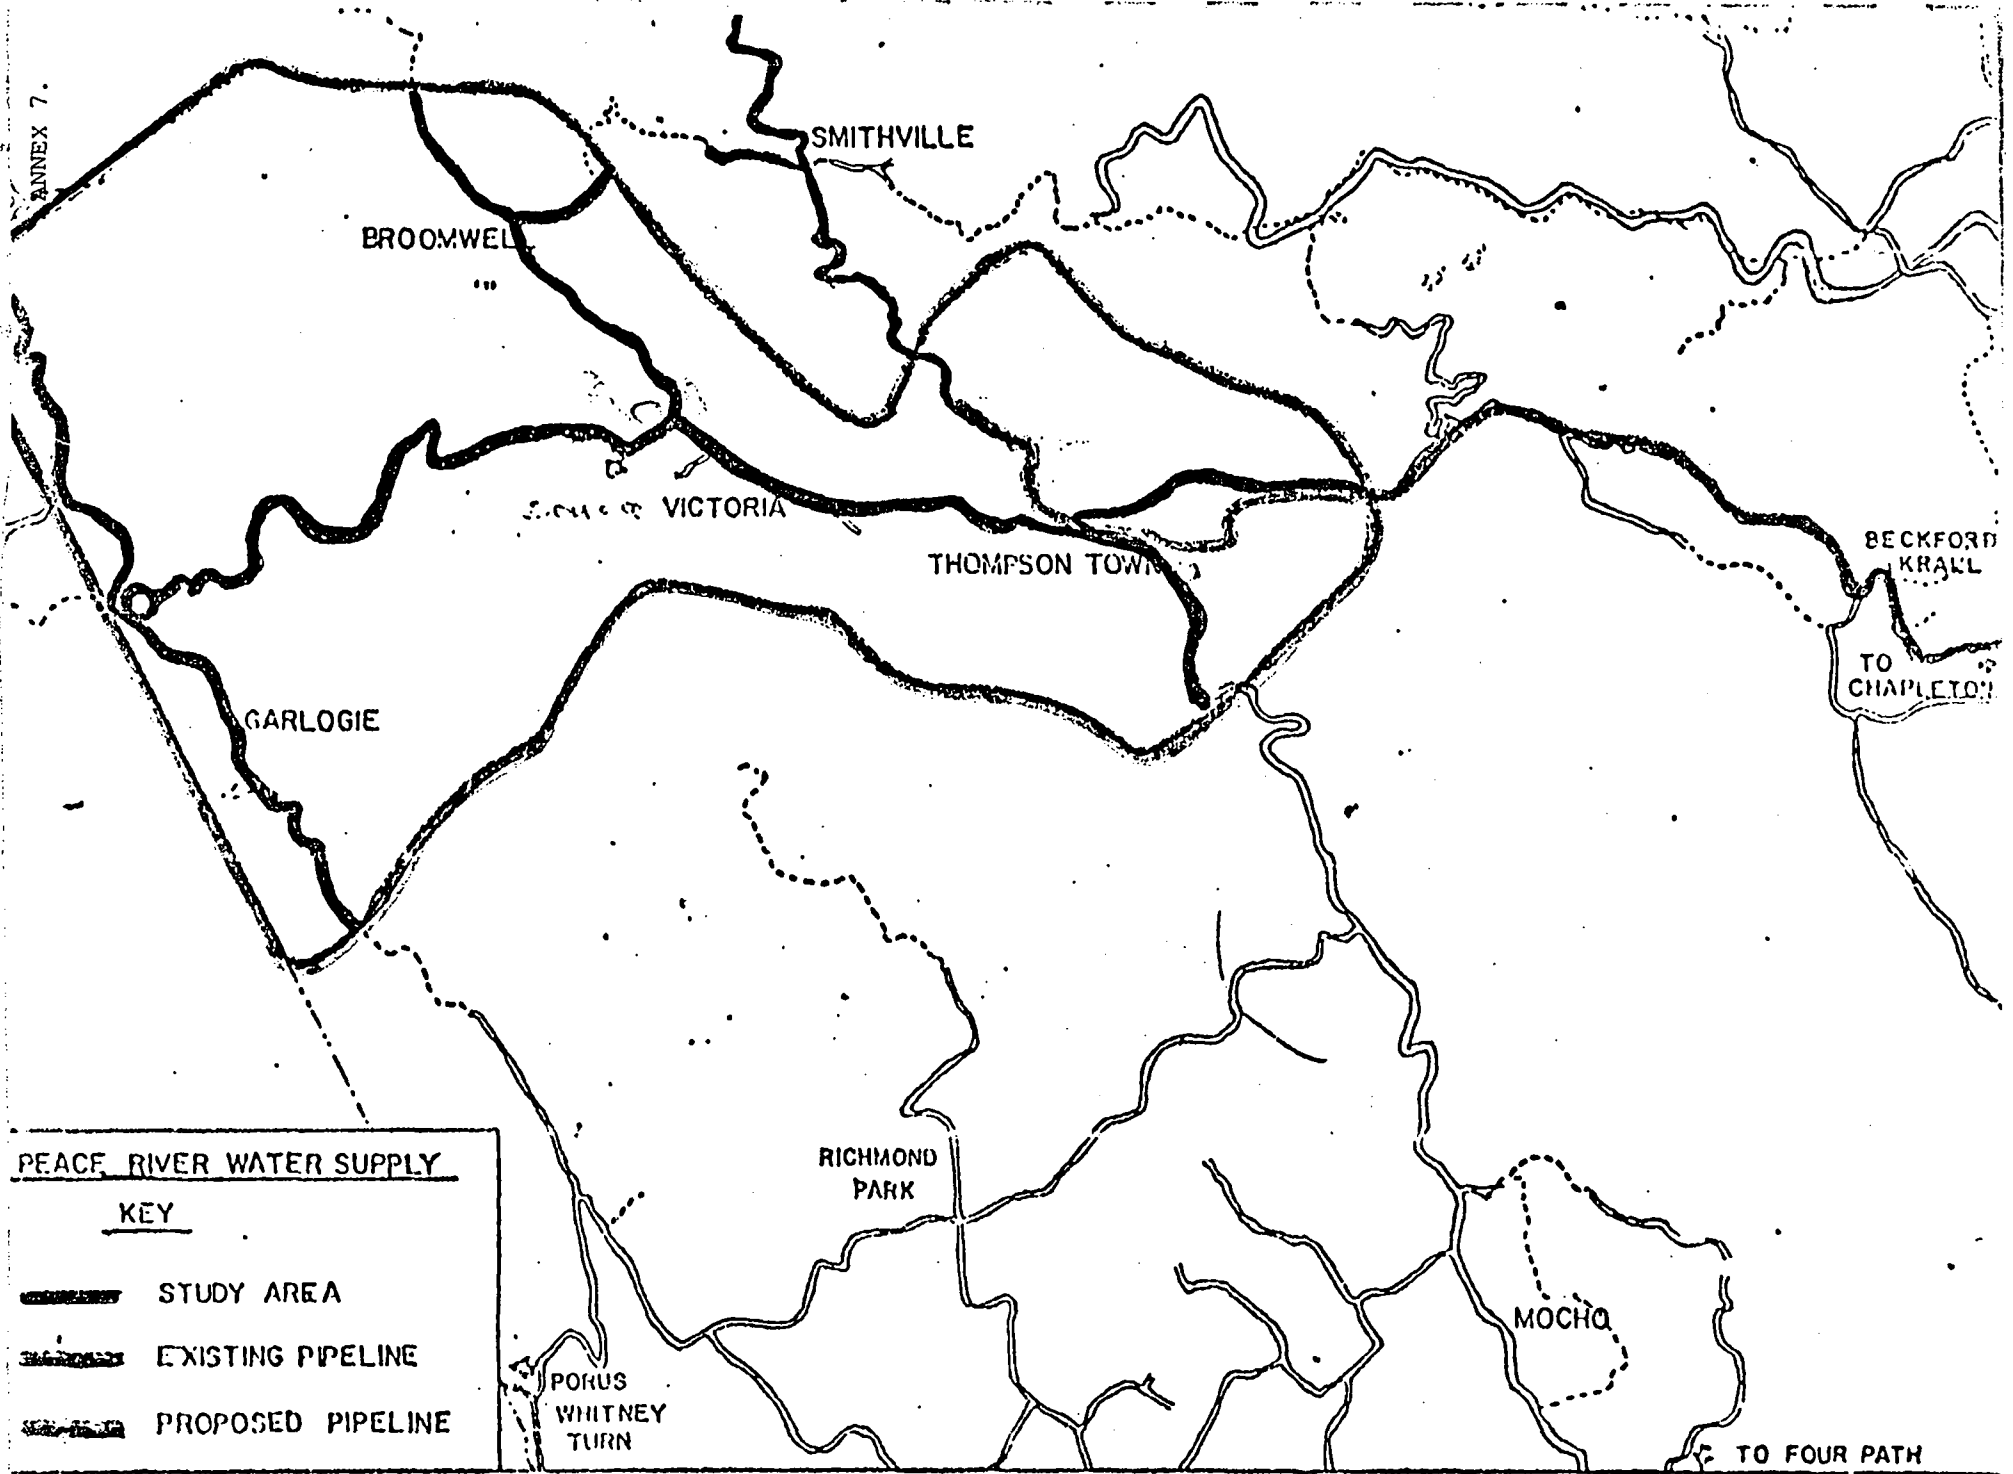 ANNEX 7.
SMITHVILLE
BROOMWELL
VICTORIA
THOMPSON TOWN
BECKFORD
KRALL
TO
CHAPLETON
GARLOGIE
RICHMOND
PARK
MOCHO
PORUS
WHITNEY
TURN
TO FOUR PATH
PEACE RIVER WATER SUPPLY
KEY
STUDY AREA
EXISTING PIPELINE
PROPOSED PIPELINE